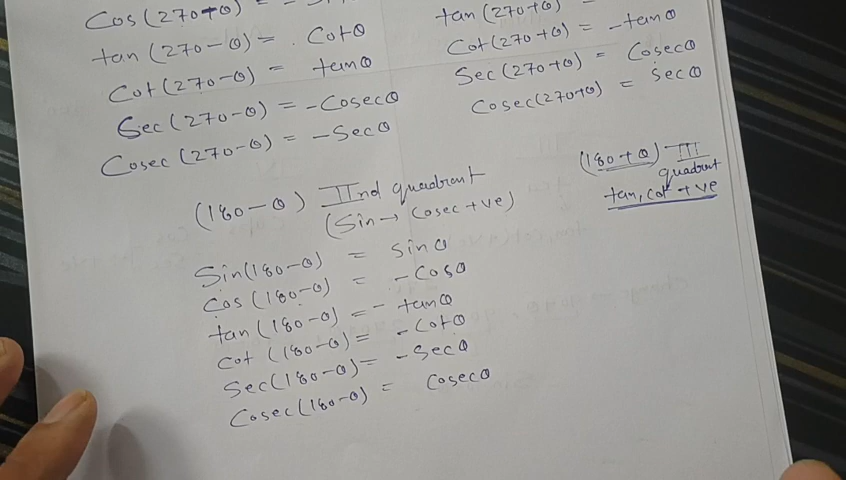 Cos(270+θ) = -
tan(270-θ) = Cotθ
Cot(270-θ) = tanθ
Sec(270-θ) = -Cosecθ
Cosec(270-θ) = -Secθ
tan(270+θ) =
Cot(270+θ) = -tanθ
Sec(270+θ) = Cosecθ
Cosec(270+θ) = Secθ
(180-θ) IInd quadrant
(Sin→ Cosec +ve)
Sin(180-θ) = Sinθ
Cos(180-θ) = -Cosθ
tan(180-θ) = -tanθ
Cot(180-θ) = -Cotθ
Sec(180-θ) = -Secθ
Cosec(180-θ) = Cosecθ
(180+θ) III
quadrant
tan, cot +ve